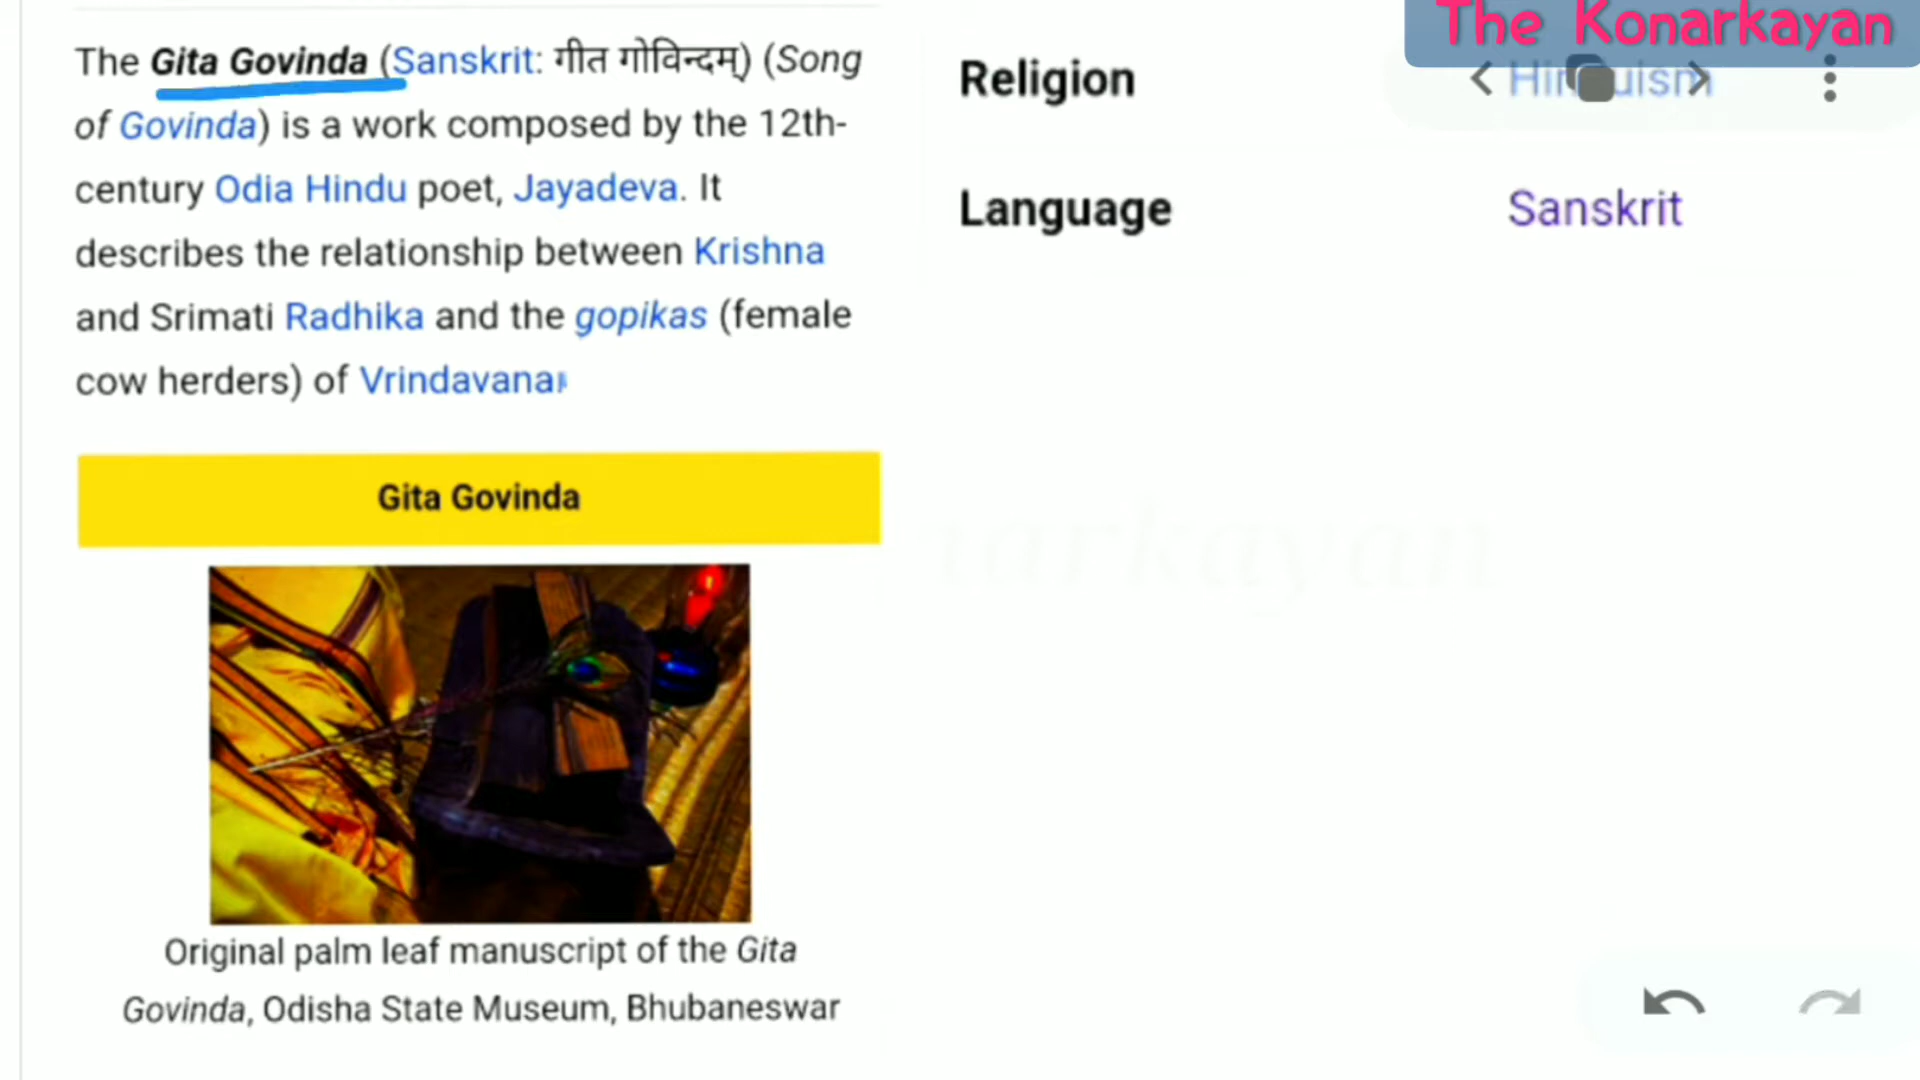 The Konarkayan
The Gita Govinda (Sanskrit: गीत गोविन्दम्) (Song
of Govinda) is a work composed by the 12th-
century Odia Hindu poet, Jayadeva. It
describes the relationship between Krishna
and Srimati Radhika and the gopikas (female
cow herders) of Vrindavana
Gita Govinda
Original palm leaf manuscript of the Gita
Govinda, Odisha State Museum, Bhubaneswar
Religion Hinduism
Language Sanskrit
arkayan